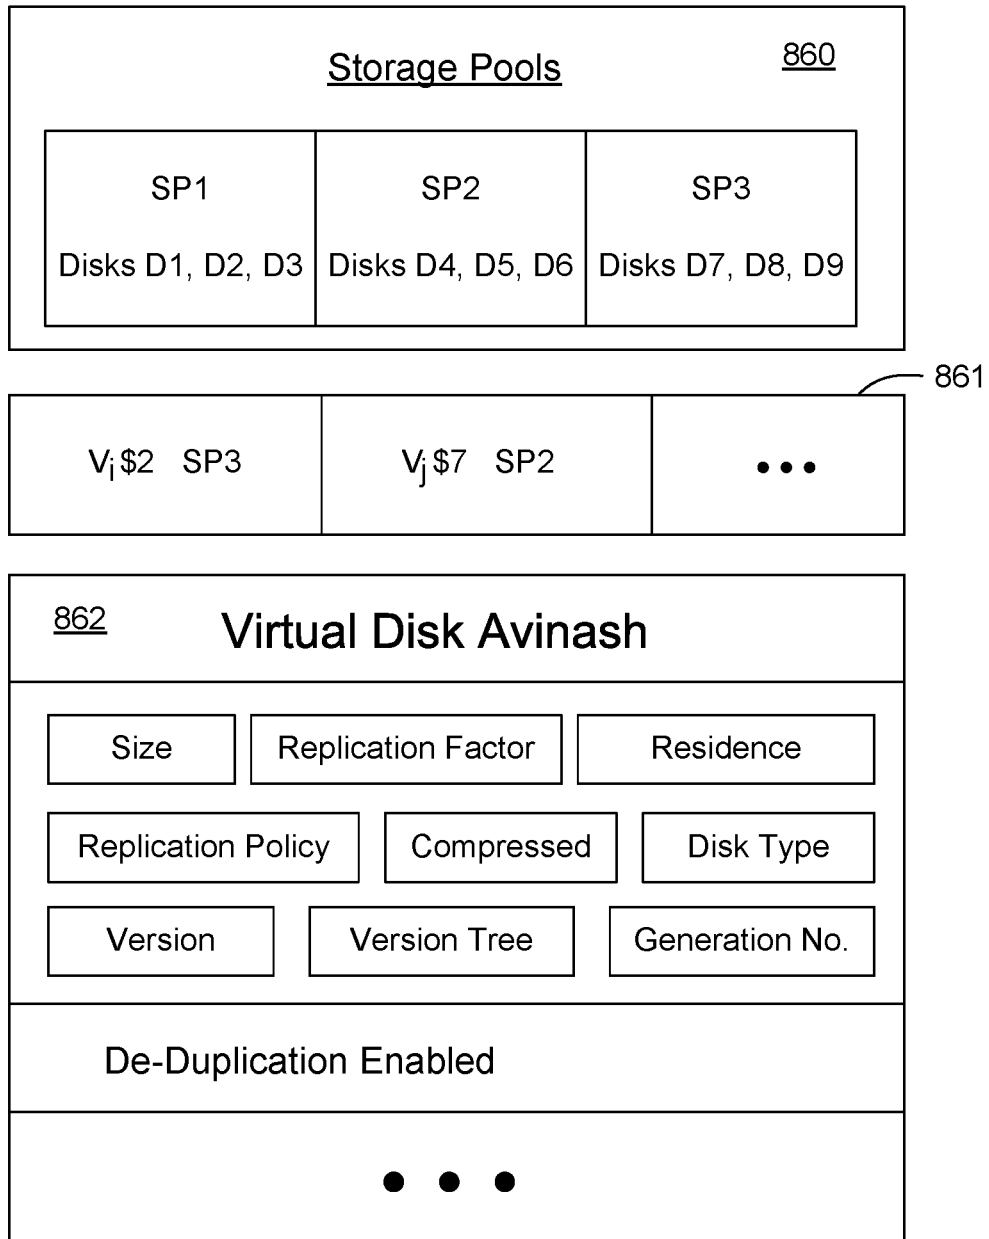 Storage Pools 860
SP1 SP2 SP3
Disks D1, D2, D3 Disks D4, D5, D6 Disks D7, D8, D9
861
Vi$2 SP3 Vj$7 SP2 •••
862 Virtual Disk Avinash
Size Replication Factor Residence
Replication Policy Compressed Disk Type
Version Version Tree Generation No.
De-Duplication Enabled
• • •